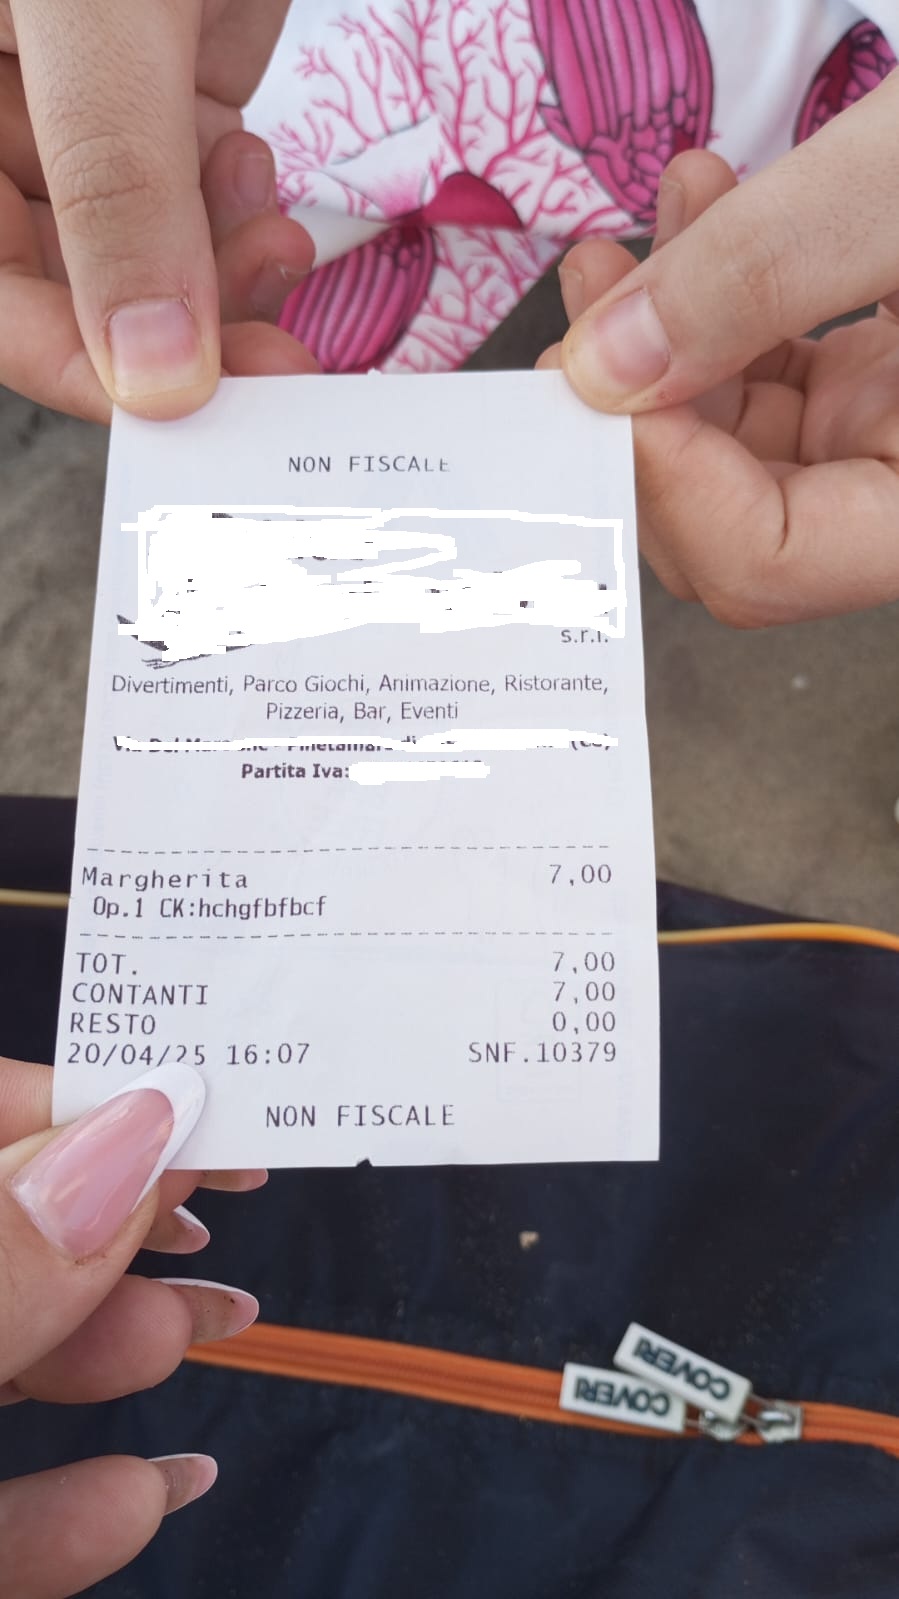 NON FISCALE
s.r.l.
Divertimenti, Parco Giochi, Animazione, Ristorante,
Pizzeria, Bar, Eventi
Via Del
Partita Iva:
Margherita 7,00
Op.1 CK:hchgfbfbcf
TOT. 7,00
CONTANTI 7,00
RESTO 0,00
20/04/25 16:07 SNF.10379
NON FISCALE
COVERI
COVERI